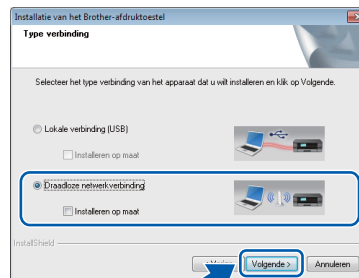 Installatie van het Brother-afdruktoestel
Type verbinding
Selecteer het type verbinding van het apparaat dat u wilt installeren en klik op Volgende.
Lokale verbinding (USB)
Installeren op maat
Draadloze netwerkverbinding
Installeren op maat
InstallShield
Volgende >
Annuleren